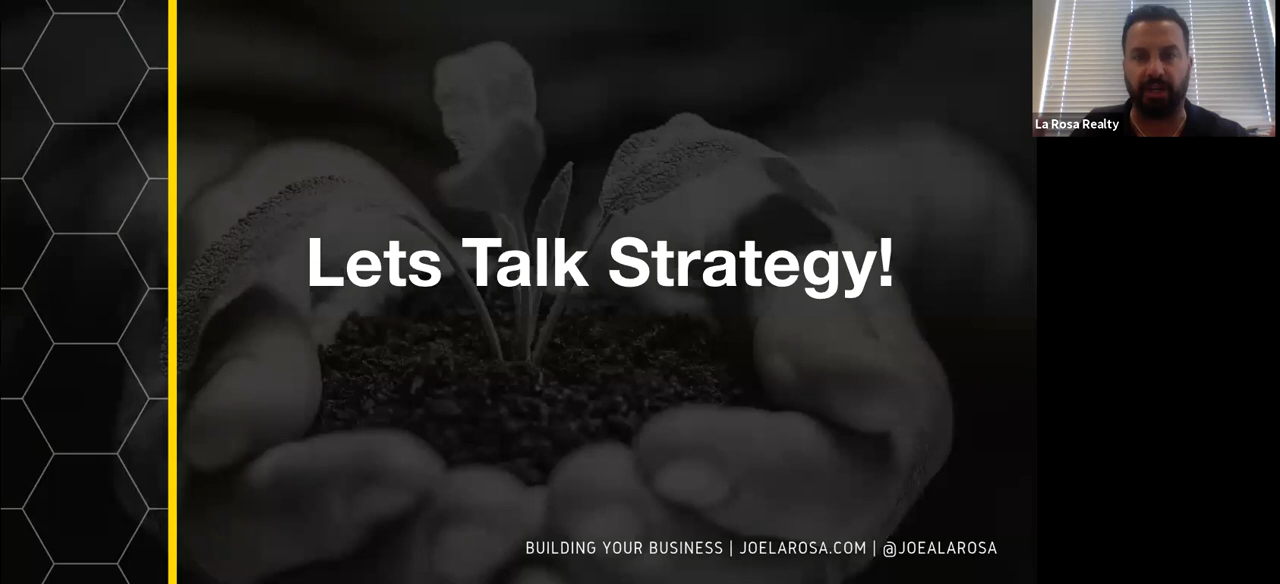 La Rosa Realty
Lets Talk Strategy!
BUILDING YOUR BUSINESS | JOELAROSA.COM | @JOEALAROSA